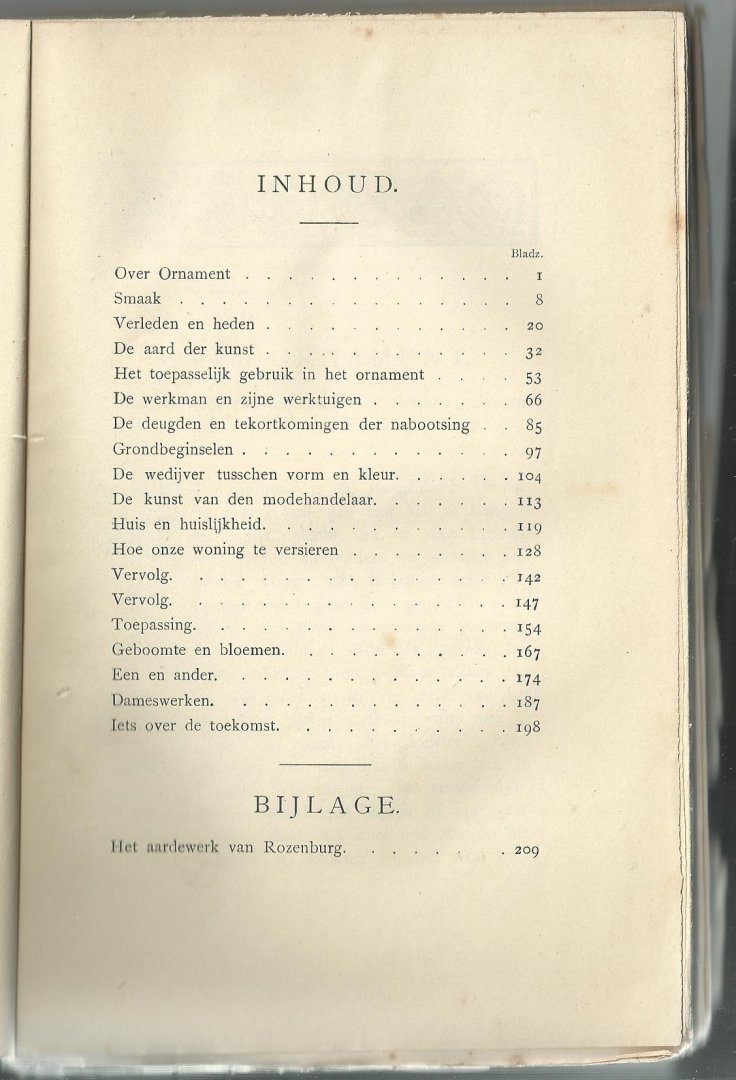 INHOUD.
Bladz.
Over Ornament . . . . . . . . . . . . . 1
Smaak . . . . . . . . . . . . . . . . 8
Verleden en heden . . . . . . . . . . . . 20
De aard der kunst . . . . . . . . . . . . 32
Het toepasselijk gebruik in het ornament . . . . 53
De werkman en zijne werktuigen . . . . . . . 66
De deugden en tekortkomingen der nabootsing . . 85
Grondbeginselen . . . . . . . . . . . . . 97
De wedijver tusschen vorm en kleur. . . . . . 104
De kunst van den modehandelaar. . . . . . . 113
Huis en huislijkheid. . . . . . . . . . . . 119
Hoe onze woning te versieren . . . . . . . . 128
Vervolg. . . . . . . . . . . . . . . . 142
Vervolg. . . . . . . . . . . . . . . . 147
Toepassing. . . . . . . . . . . . . . . 154
Geboomte en bloemen. . . . . . . . . . . 167
Een en ander. . . . . . . . . . . . . . 174
Dameswerken. . . . . . . . . . . . . . 187
Iets over de toekomst. . . . . . . . . . . 198
BIJLAGE.
Het aardewerk van Rozenburg. . . . . . . . 209